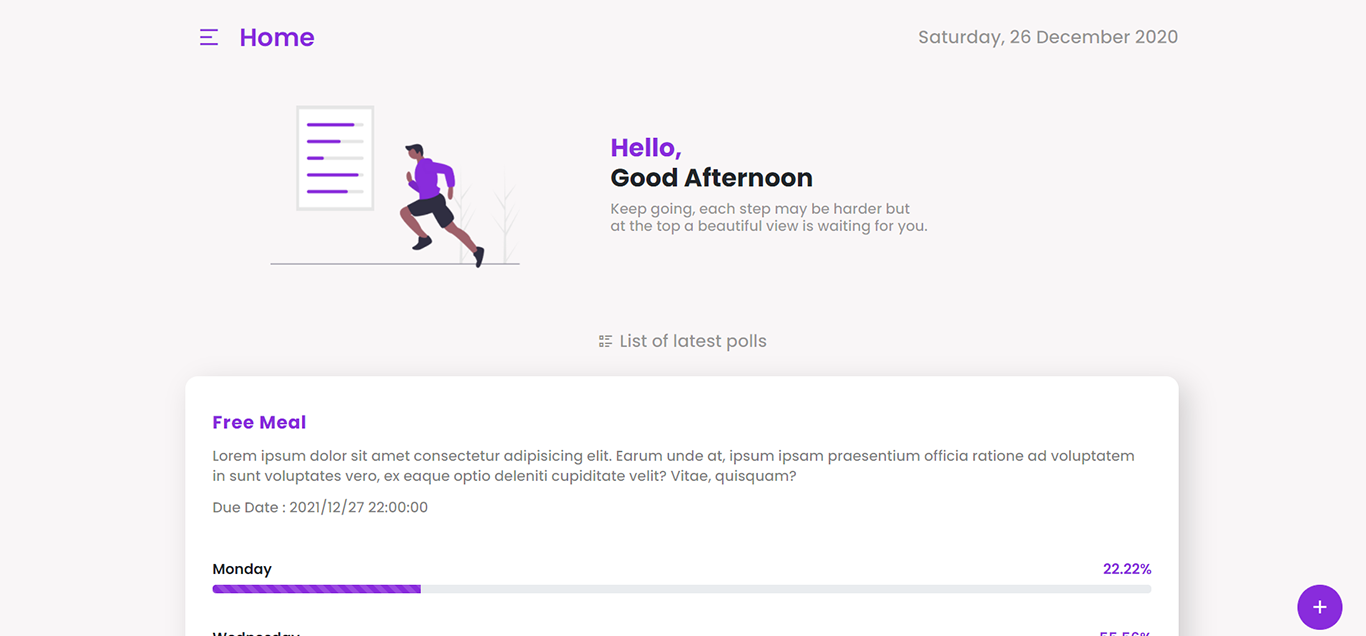 Home
Saturday, 26 December 2020
Hello,
Good Afternoon
Keep going, each step may be harder but
at the top a beautiful view is waiting for you.
List of latest polls
Free Meal
Lorem ipsum dolor sit amet consectetur adipisicing elit. Earum unde at, ipsum ipsam praesentium officia ratione ad voluptatem
in sunt voluptates vero, ex eaque optio deleniti cupiditate velit? Vitae, quisquam?
Due Date : 2021/12/27 22:00:00
Monday 22.22%
Wednesday 55.56%
+